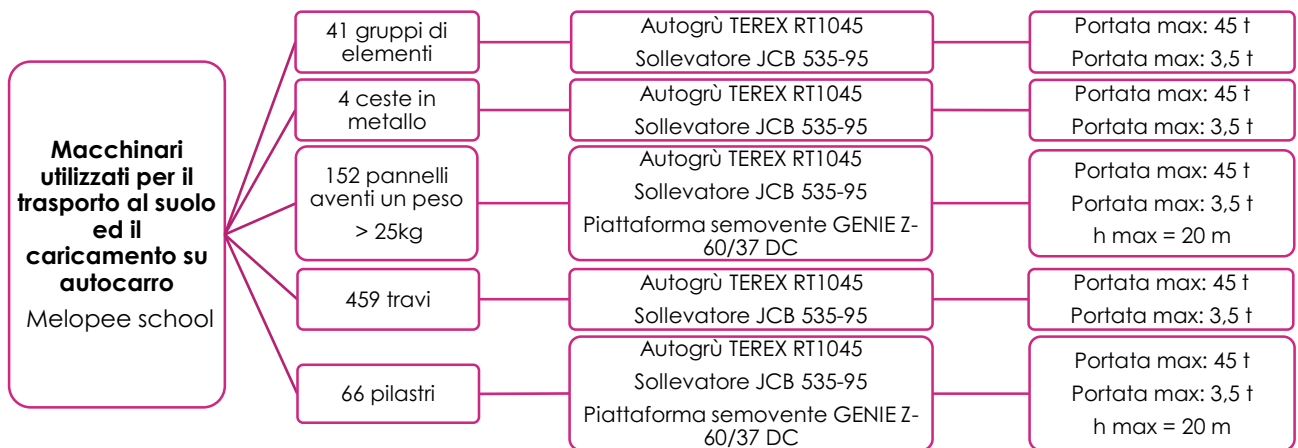 Macchinari
utilizzati per il
trasporto al suolo
ed il
caricamento su
autocarro
Melopee school
41 gruppi di
elementi
Autogrù TEREX RT1045
Sollevatore JCB 535-95
Portata max: 45 t
Portata max: 3,5 t
4 ceste in
metallo
Autogrù TEREX RT1045
Sollevatore JCB 535-95
Portata max: 45 t
Portata max: 3,5 t
152 pannelli
aventi un peso
> 25kg
Autogrù TEREX RT1045
Sollevatore JCB 535-95
Piattaforma semovente GENIE Z-
60/37 DC
Portata max: 45 t
Portata max: 3,5 t
h max = 20 m
459 travi
Autogrù TEREX RT1045
Sollevatore JCB 535-95
Portata max: 45 t
Portata max: 3,5 t
66 pilastri
Autogrù TEREX RT1045
Sollevatore JCB 535-95
Piattaforma semovente GENIE Z-
60/37 DC
Portata max: 45 t
Portata max: 3,5 t
h max = 20 m